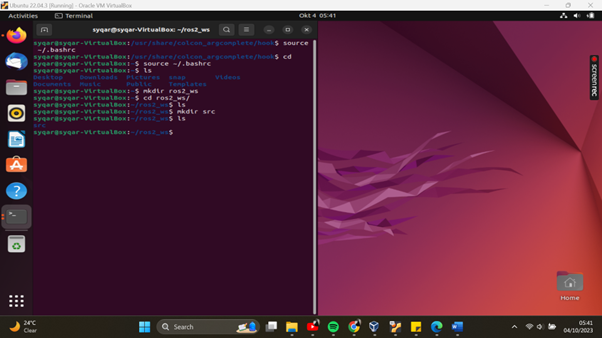 Ubuntu 22.04.3 [Running] - Oracle VM VirtualBox
Activities Terminal Okt 4 05:41
syqar@syqar-VirtualBox: ~/ros2_ws
syqar@syqar-VirtualBox:/usr/share/colcon_argcomplete/hook$ source
~/.bashrc
syqar@syqar-VirtualBox:/usr/share/colcon_argcomplete/hook$ cd
syqar@syqar-VirtualBox:~$ source ~/.bashrc
syqar@syqar-VirtualBox:~$ ls
Desktop Downloads Pictures snap Videos
Documents Music Public Templates
syqar@syqar-VirtualBox:~$ mkdir ros2_ws
syqar@syqar-VirtualBox:~$ cd ros2_ws/
syqar@syqar-VirtualBox:~/ros2_ws$ ls
syqar@syqar-VirtualBox:~/ros2_ws$ mkdir src
syqar@syqar-VirtualBox:~/ros2_ws$ ls
src
syqar@syqar-VirtualBox:~/ros2_ws$
screenrec
Home
24°C
Clear
Search
05:41
04/10/2023